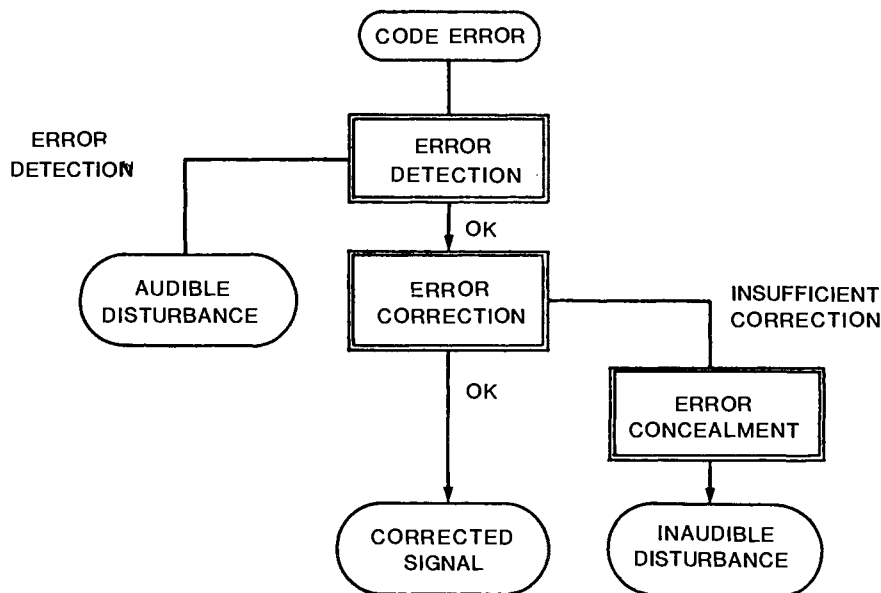 CODE ERROR
ERROR
DETECTION
ERROR
DETECTION
OK
AUDIBLE
DISTURBANCE
ERROR
CORRECTION
INSUFFICIENT
CORRECTION
OK
ERROR
CONCEALMENT
CORRECTED
SIGNAL
INAUDIBLE
DISTURBANCE